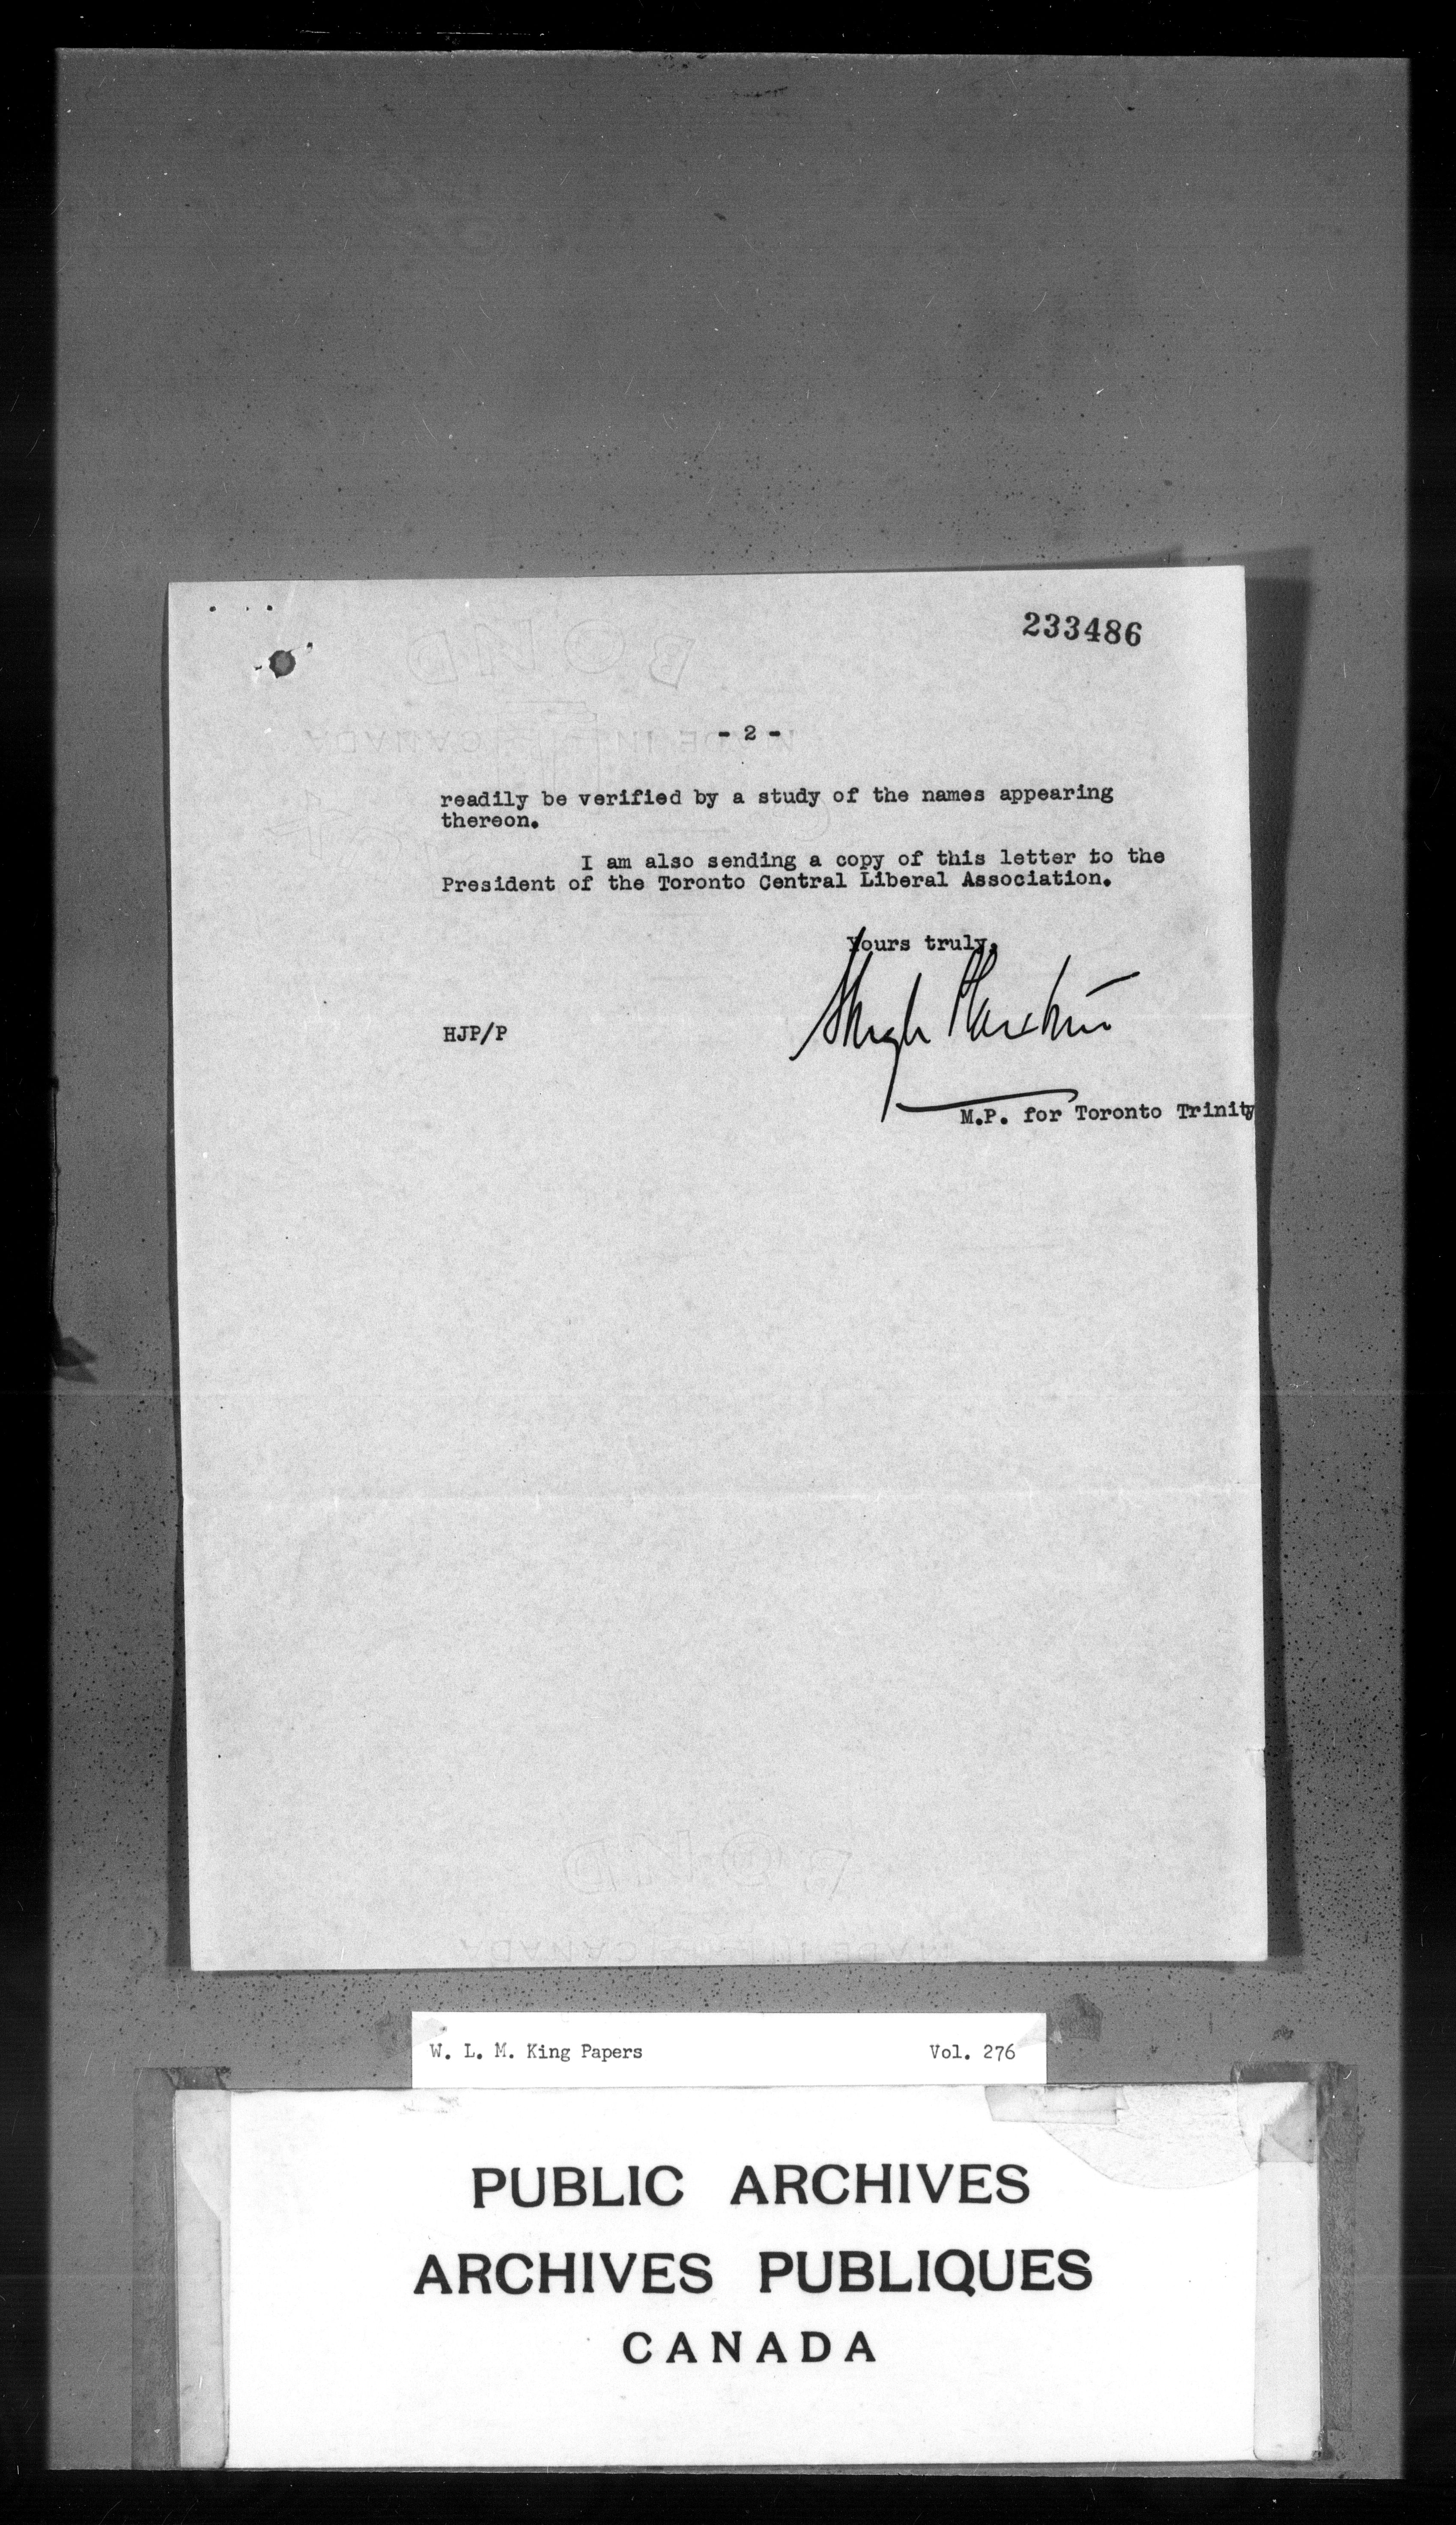 233486
- 2 -
readily be verified by a study of the names appearing
thereon.
I am also sending a copy of this letter to the
President of the Toronto Central Liberal Association.
Yours truly,
Hugh Plaxton
HJP/P
M.P. for Toronto Trinity
W. L. M. King Papers Vol. 276
PUBLIC ARCHIVES
ARCHIVES PUBLIQUES
CANADA